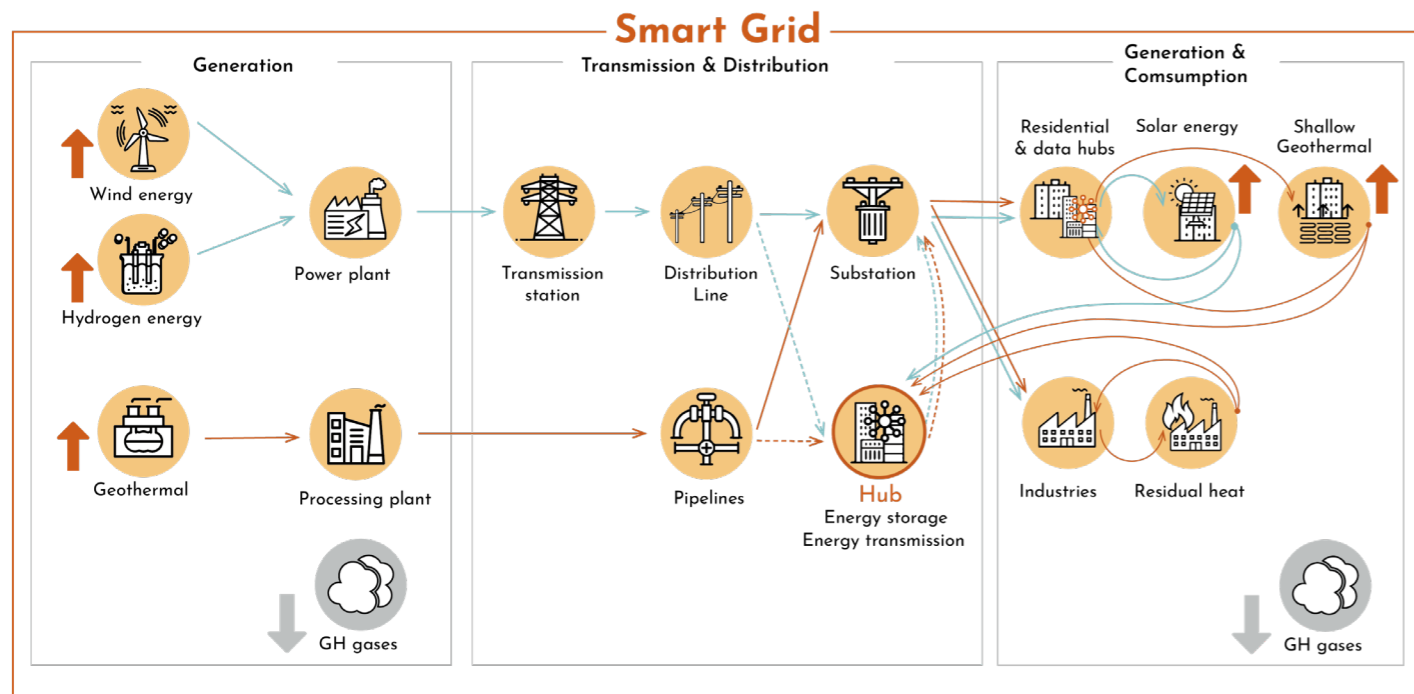 Smart Grid
Generation
Wind energy
Hydrogen energy
Power plant
Geothermal
Processing plant
GH gases
Transmission & Distribution
Transmission
station
Distribution
Line
Substation
Pipelines
Hub
Energy storage
Energy transmission
Generation &
Comsumption
Residential
& data hubs
Solar energy
Shallow
Geothermal
Industries
Residual heat
GH gases